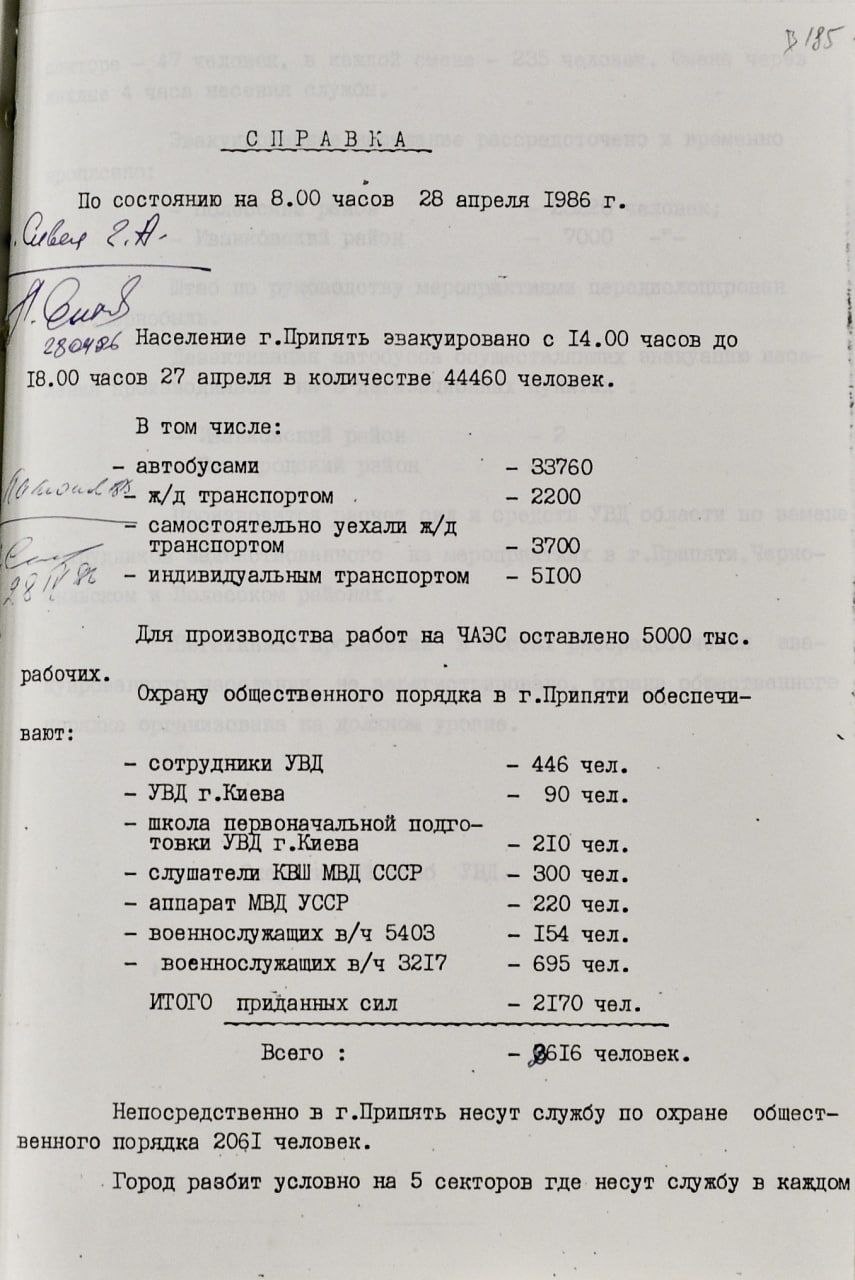 185
СПРАВКА
По состоянию на 8.00 часов 28 апреля 1986 г.
280486
Население г.Припять эвакуировано с 14.00 часов до
18.00 часов 27 апреля в количестве 44460 человек.
В том числе:
- автобусами - 33760
- ж/д транспортом - 2200
- самостоятельно уехали ж/д
транспортом - 3700
- индивидуальным транспортом - 5100
28 IV 86
Для производства работ на ЧАЭС оставлено 5000 тыс.
рабочих.
Охрану общественного порядка в г.Припяти обеспечи-
вают:
- сотрудники УВД - 446 чел.
- УВД г.Киева - 90 чел.
- школа первоначальной подго-
товки УВД г.Киева - 210 чел.
- слушатели КВШ МВД СССР - 300 чел.
- аппарат МВД УССР - 220 чел.
- военнослужащих в/ч 5403 - 154 чел.
- военнослужащих в/ч 3217 - 695 чел.
ИТОГО приданных сил - 2170 чел.
Всего : - 2616 человек.
Непосредственно в г.Припять несут службу по охране общест-
венного порядка 2061 человек.
Город разбит условно на 5 секторов где несут службу в каждом